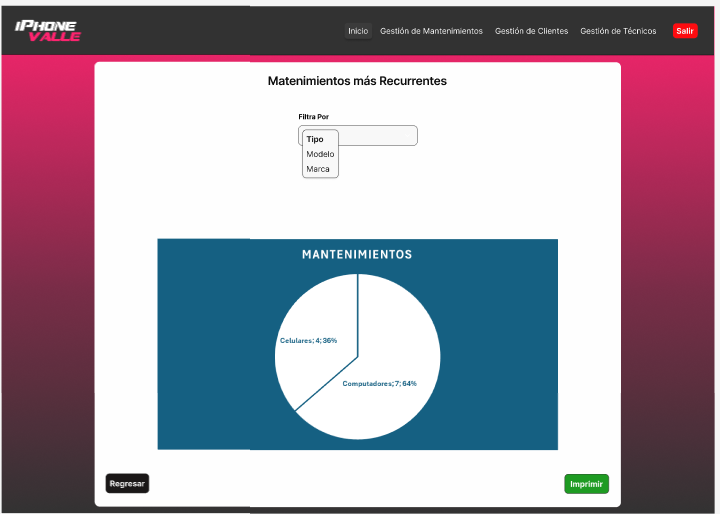 iPHONE
VALLE
Inicio Gestión de Mantenimientos Gestión de Clientes Gestión de Técnicos Salir
Matenimientos más Recurrentes
Filtra Por
Tipo
Modelo
Marca
MANTENIMIENTOS
Celulares; 4; 36%
Computadores; 7; 64%
Regresar Imprimir